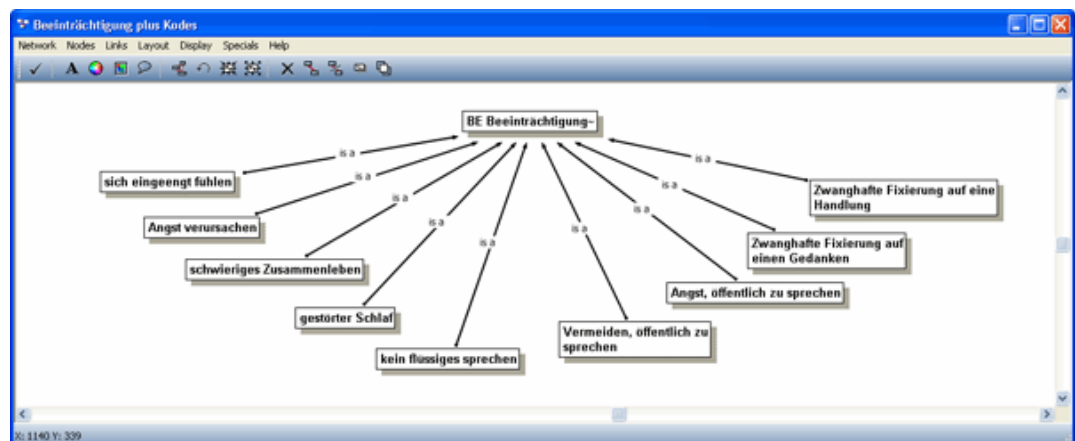 Beeinträchtigung plus Kodes
Network Nodes Links Layout Display Specials Help
A
BE Beeinträchtigung~
is a
is a
is a
is a
is a
is a
is a
is a
is a
sich eingeengt fühlen
Angst verursachen
schwieriges Zusammenleben
gestörter Schlaf
kein flüssiges sprechen
Vermeiden, öffentlich zu
sprechen
Angst, öffentlich zu sprechen
Zwanghafte Fixierung auf
einen Gedanken
Zwanghafte Fixierung auf eine
Handlung
X: 1140 Y: 339